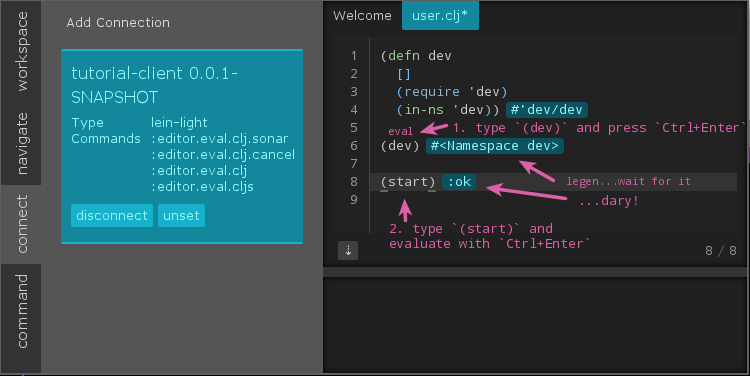 workspace
navigate
connect
command
Add Connection
tutorial-client 0.0.1-
SNAPSHOT
Type lein-light
Commands :editor.eval.clj.sonar
:editor.eval.clj.cancel
:editor.eval.clj
:editor.eval.cljs
disconnect unset
Welcome user.clj*
1 (defn dev
2 []
3 (require 'dev)
4 (in-ns 'dev)) #'dev/dev
5 eval 1. type `(dev)` and press `Ctrl+Enter`
6 (dev) #<Namespace dev>
7
8 (start) :ok legen...wait for it
9 ...dary!
2. type `(start)` and
evaluate with `Ctrl+Enter`
⇣ 8 / 8